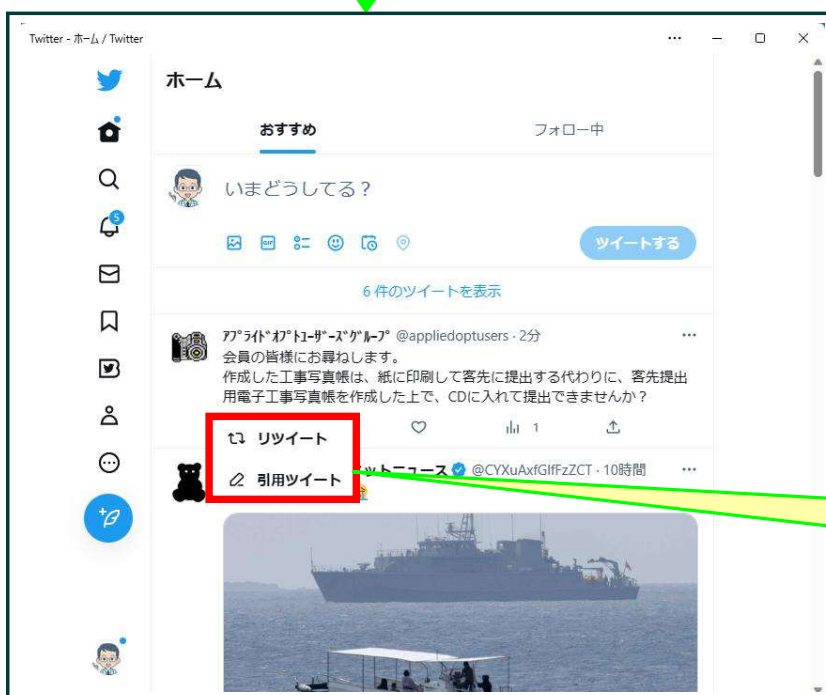 Twitter - ホーム / Twitter
ホーム
おすすめ
フォロー中
いまどうしてる？
GIF
ツイートする
5
6 件のツイートを表示
ｱﾌﾟﾗｲﾄﾞｵﾌﾟﾄﾕｰｻﾞｰｽﾞｸﾞﾙｰﾌﾟ @appliedoptusers · 2分
会員の皆様にお尋ねします。
作成した工事写真帳は、紙に印刷して客先に提出する代わりに、客先提出
用電子工事写真帳を作成した上で、CDに入れて提出できませんか？
1
リツイート
引用ツイート
ットニュース @CYXuAxfGIfFzZCT · 10時間